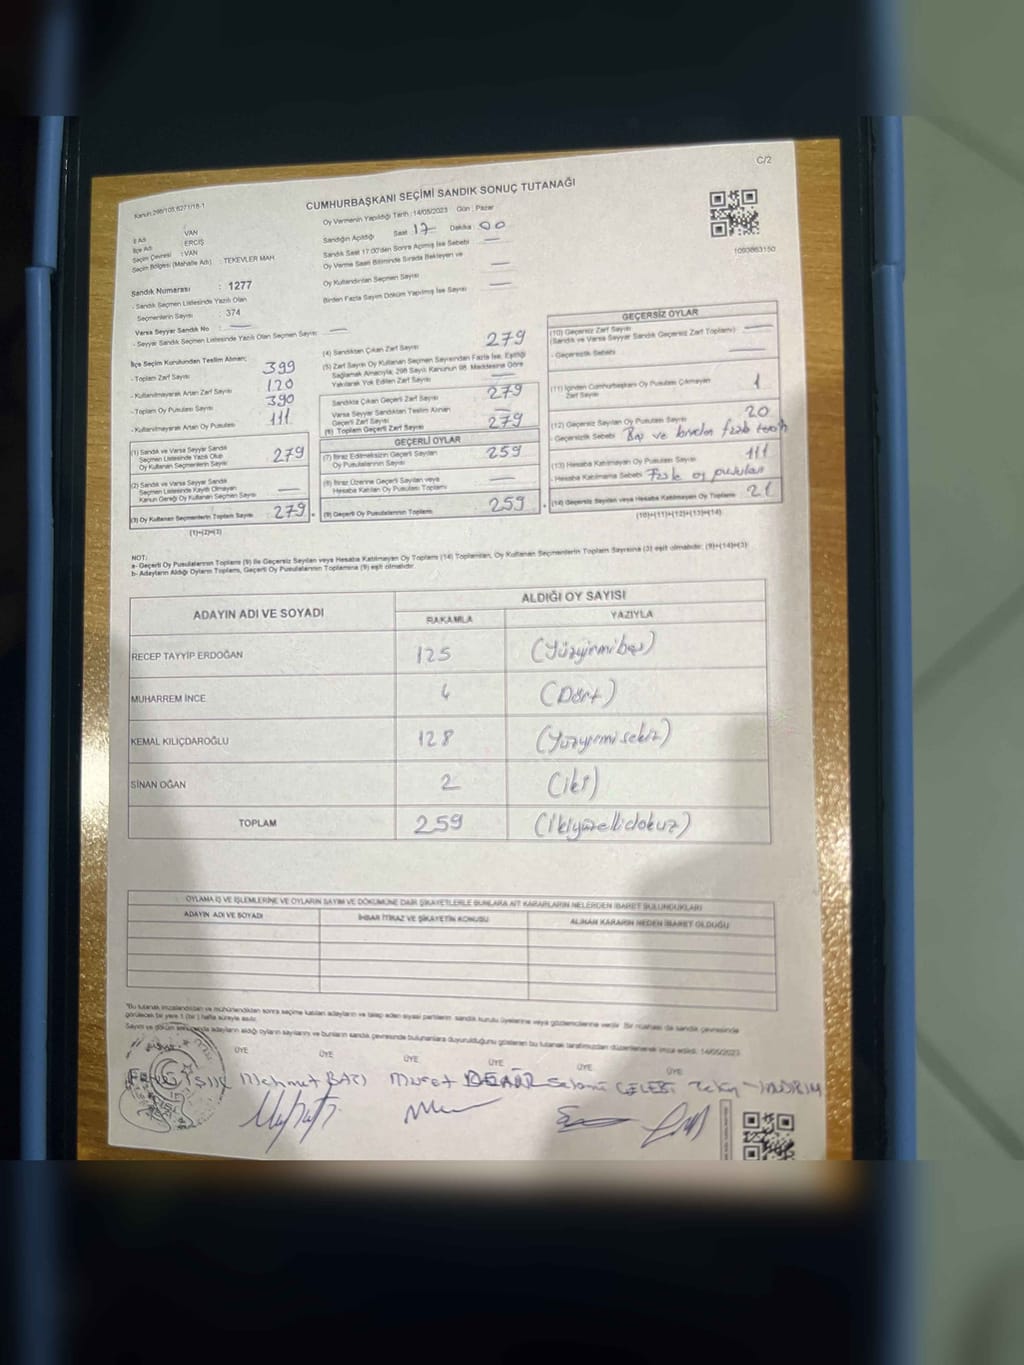 C/2
Kanun:298/105,6271/18-1
CUMHURBAŞKANI SEÇİMİ SANDIK SONUÇ TUTANAĞI
Oy Vermenin Yapıldığı Tarih :14/05/2023 Gün : Pazar
Sandığın Açıldığı Saat 17 Dakika 00
Sandık Saat 17:00'den Sonra Açılmış İse Sebebi —
Oy Verme Saati Bitiminde Sırada Bekleyen ve
Oy Kullandırılan Seçmen Sayısı —
Birden Fazla Sayım Döküm Yapılmış İse Sayısı —
1093863150
İl Adı : VAN
İlçe Adı : ERCİŞ
Seçim Çevresi : VAN
Seçim Bölgesi (Mahalle Adı) : TEKEVLER MAH.
Sandık Numarası : 1277
- Sandık Seçmen Listesinde Yazılı Olan
Seçmenlerin Sayısı : 374
Varsa Seyyar Sandık No —
- Seyyar Sandık Seçmen Listesinde Yazılı Olan Seçmen Sayısı: —
İlçe Seçim Kurulundan Teslim Alınan;
- Toplam Zarf Sayısı 399
- Kullanılmayarak Artan Zarf Sayısı 120
- Toplam Oy Pusulası Sayısı 390
- Kullanılmayarak Artan Oy Pusulası 111
(1) Sandık ve Varsa Seyyar Sandık
Seçmen Listesinde Yazılı Olup
Oy Kullanan Seçmenlerin Sayısı 279
(2) Sandık ve Varsa Seyyar Sandık
Seçmen Listesinde Kayıtlı Olmayan
Kanun Gereği Oy Kullanan Seçmen Sayısı —
(3) Oy Kullanan Seçmenlerin Toplam Sayısı 279
(1)+(2)=(3)
(4) Sandıktan Çıkan Zarf Sayısı 279
(5) Zarf Sayısı Oy Kullanan Seçmen Sayısından Fazla İse, Eşitliği
Sağlamak Amacıyla; 298 Sayılı Kanunun 98. Maddesine Göre
Yakılarak Yok Edilen Zarf Sayısı —
Sandıkta Çıkan Geçerli Zarf Sayısı 279
Varsa Seyyar Sandıktan Teslim Alınan
Geçerli Zarf Sayısı —
(6) Toplam Geçerli Zarf Sayısı 279
GEÇERLİ OYLAR
(7) İtiraz Edilmeksizin Geçerli Sayılan
Oy Pusulalarının Sayısı 259
(8) İtiraz Üzerine Geçerli Sayılan veya
Hesaba Katılan Oy Pusulası Toplamı —
(9) Geçerli Oy Pusulalarının Toplamı 259
GEÇERSİZ OYLAR
(10) Geçersiz Zarf Sayısı
(Sandık ve Varsa Seyyar Sandık Geçersiz Zarf Toplamı) —
- Geçersizlik Sebebi —
(11) İçinden Cumhurbaşkanı Oy Pusulası Çıkmayan
Zarf Sayısı 1
(12) Geçersiz Sayılan Oy Pusulası Sayısı 20
- Geçersizlik Sebebi Boş ve birden fazla
(13) Hesaba Katılmayan Oy Pusulası Sayısı 111
- Hesaba Katılmama Sebebi Fazla oy pusulası
(14) Geçersiz Sayılan veya Hesaba Katılmayan Oy Toplamı 21
(10)+(11)+(12)+(13)=(14)
NOT:
a- Geçerli Oy Pusulalarının Toplamı (9) ile Geçersiz Sayılan veya Hesaba Katılmayan Oy Toplamı (14) Toplamları, Oy Kullanan Seçmenlerin Toplam Sayısına (3) eşit olmalıdır. (9)+(14)=(3)
b- Adayların Aldığı Oyların Toplamı, Geçerli Oy Pusulalarının Toplamına (9) eşit olmalıdır.
ADAYIN ADI VE SOYADI ALDIĞI OY SAYISI
RAKAMLA YAZIYLA
RECEP TAYYİP ERDOĞAN 125 (Yüzyirmibeş)
MUHARREM İNCE 4 (Dört)
KEMAL KILIÇDAROĞLU 128 (Yüzyirmisekiz)
SİNAN OĞAN 2 (iki)
TOPLAM 259 (İkiyüzellidokuz)
OYLAMA İŞ VE İŞLEMLERİNE VE OYLARIN SAYIM VE DÖKÜMÜNE DAİR ŞİKAYETLERLE BUNLARA AİT KARARLARIN NELERDEN İBARET BULUNDUKLARI
ADAYIN ADI VE SOYADI İHBAR İTİRAZ VE ŞİKAYETİN KONUSU ALINAN KARARIN NEDEN İBARET OLDUĞU
*Bu tutanak imzalandıktan ve mühürlendikten sonra seçime katılan adayların ve talep eden siyasi partilerin sandık kurulu üyelerine veya gözlemcilerine verilir. Bir nüshası da sandık çevresinde
görülecek bir yere 1 (bir) hafta süreyle asılır.
Sayım ve döküm sonucunda adayların aldığı oyların sayılarını ve bunların sandık çevresinde bulunanlara duyurulduğunu gösteren bu tutanak tarafımızdan düzenlenerek imza edildi. 14/05/2023
ÜYE ÜYE ÜYE ÜYE ÜYE ÜYE
IŞIK Mehmet Murat Selami ÇELEBİ YILDIRIM